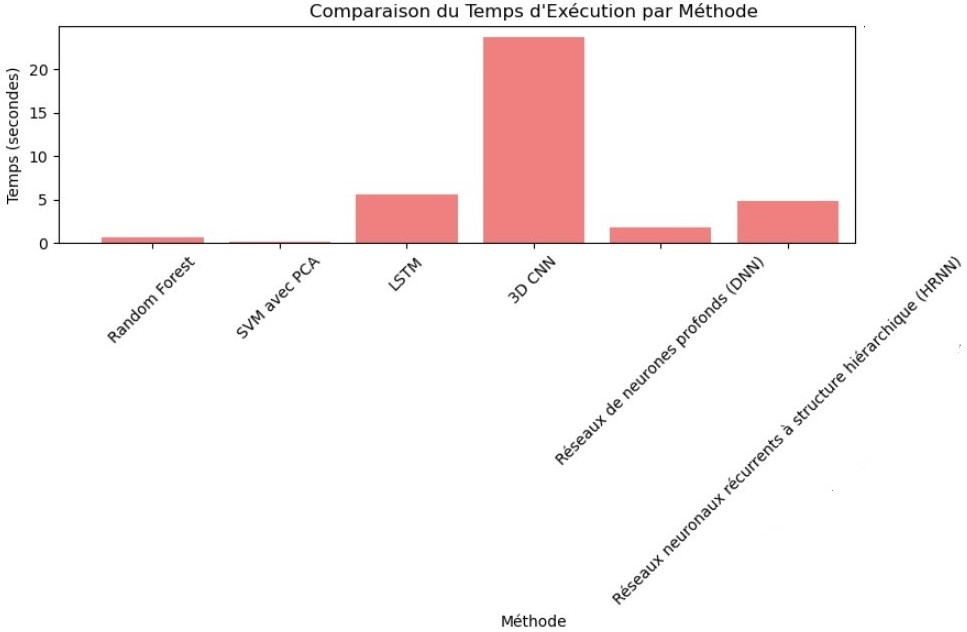 Comparaison du Temps d'Exécution par Méthode
Temps (secondes)
20
15
10
5
0
Random Forest
SVM avec PCA
LSTM
3D CNN
Réseaux de neurones profonds (DNN)
Réseaux neuronaux récurrents à structure hiérarchique (HRNN)
Méthode